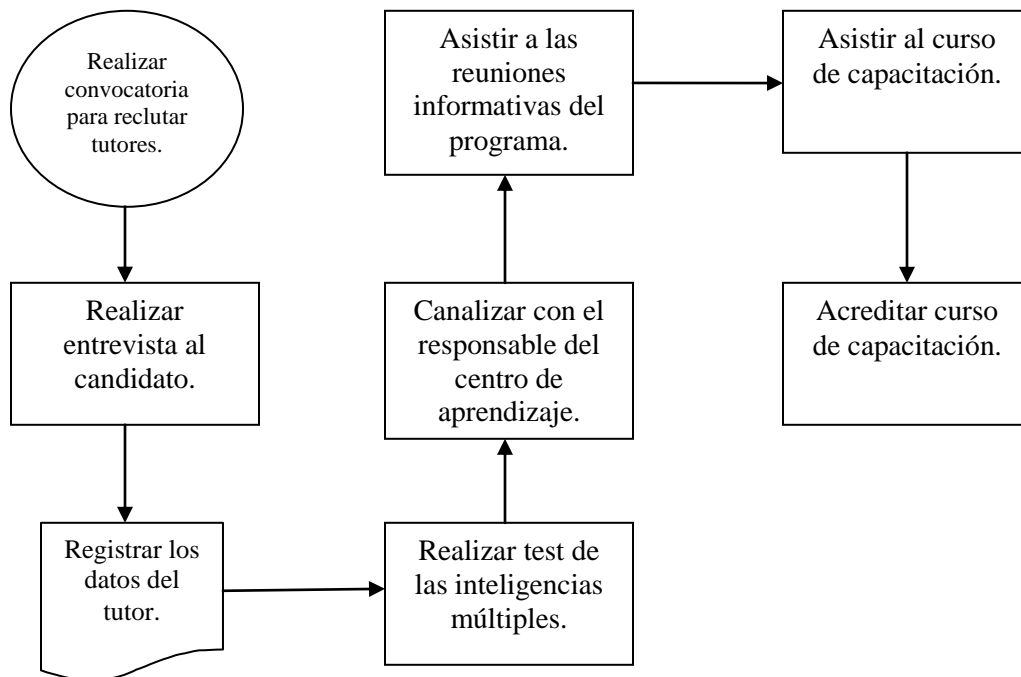 Realizar
convocatoria
para reclutar
tutores.
Realizar
entrevista al
candidato.
Registrar los
datos del
tutor.
Realizar test de
las inteligencias
múltiples.
Canalizar con el
responsable del
centro de
aprendizaje.
Asistir a las
reuniones
informativas del
programa.
Asistir al curso
de capacitación.
Acreditar curso
de capacitación.